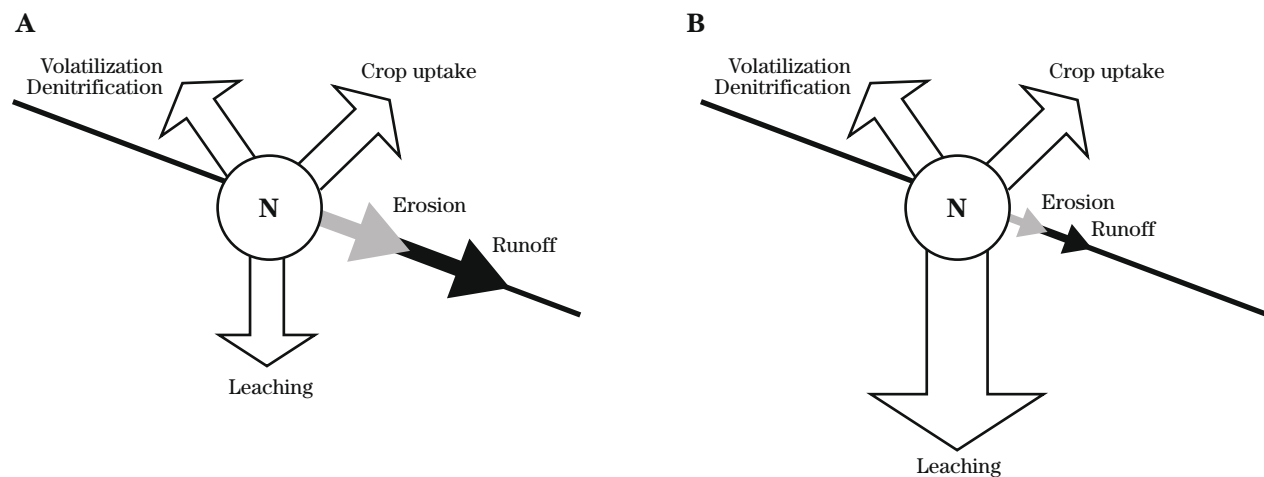 A
Volatilization
Denitrification
Crop uptake
N
Erosion
Runoff
Leaching
B
Volatilization
Denitrification
Crop uptake
N
Erosion
Runoff
Leaching